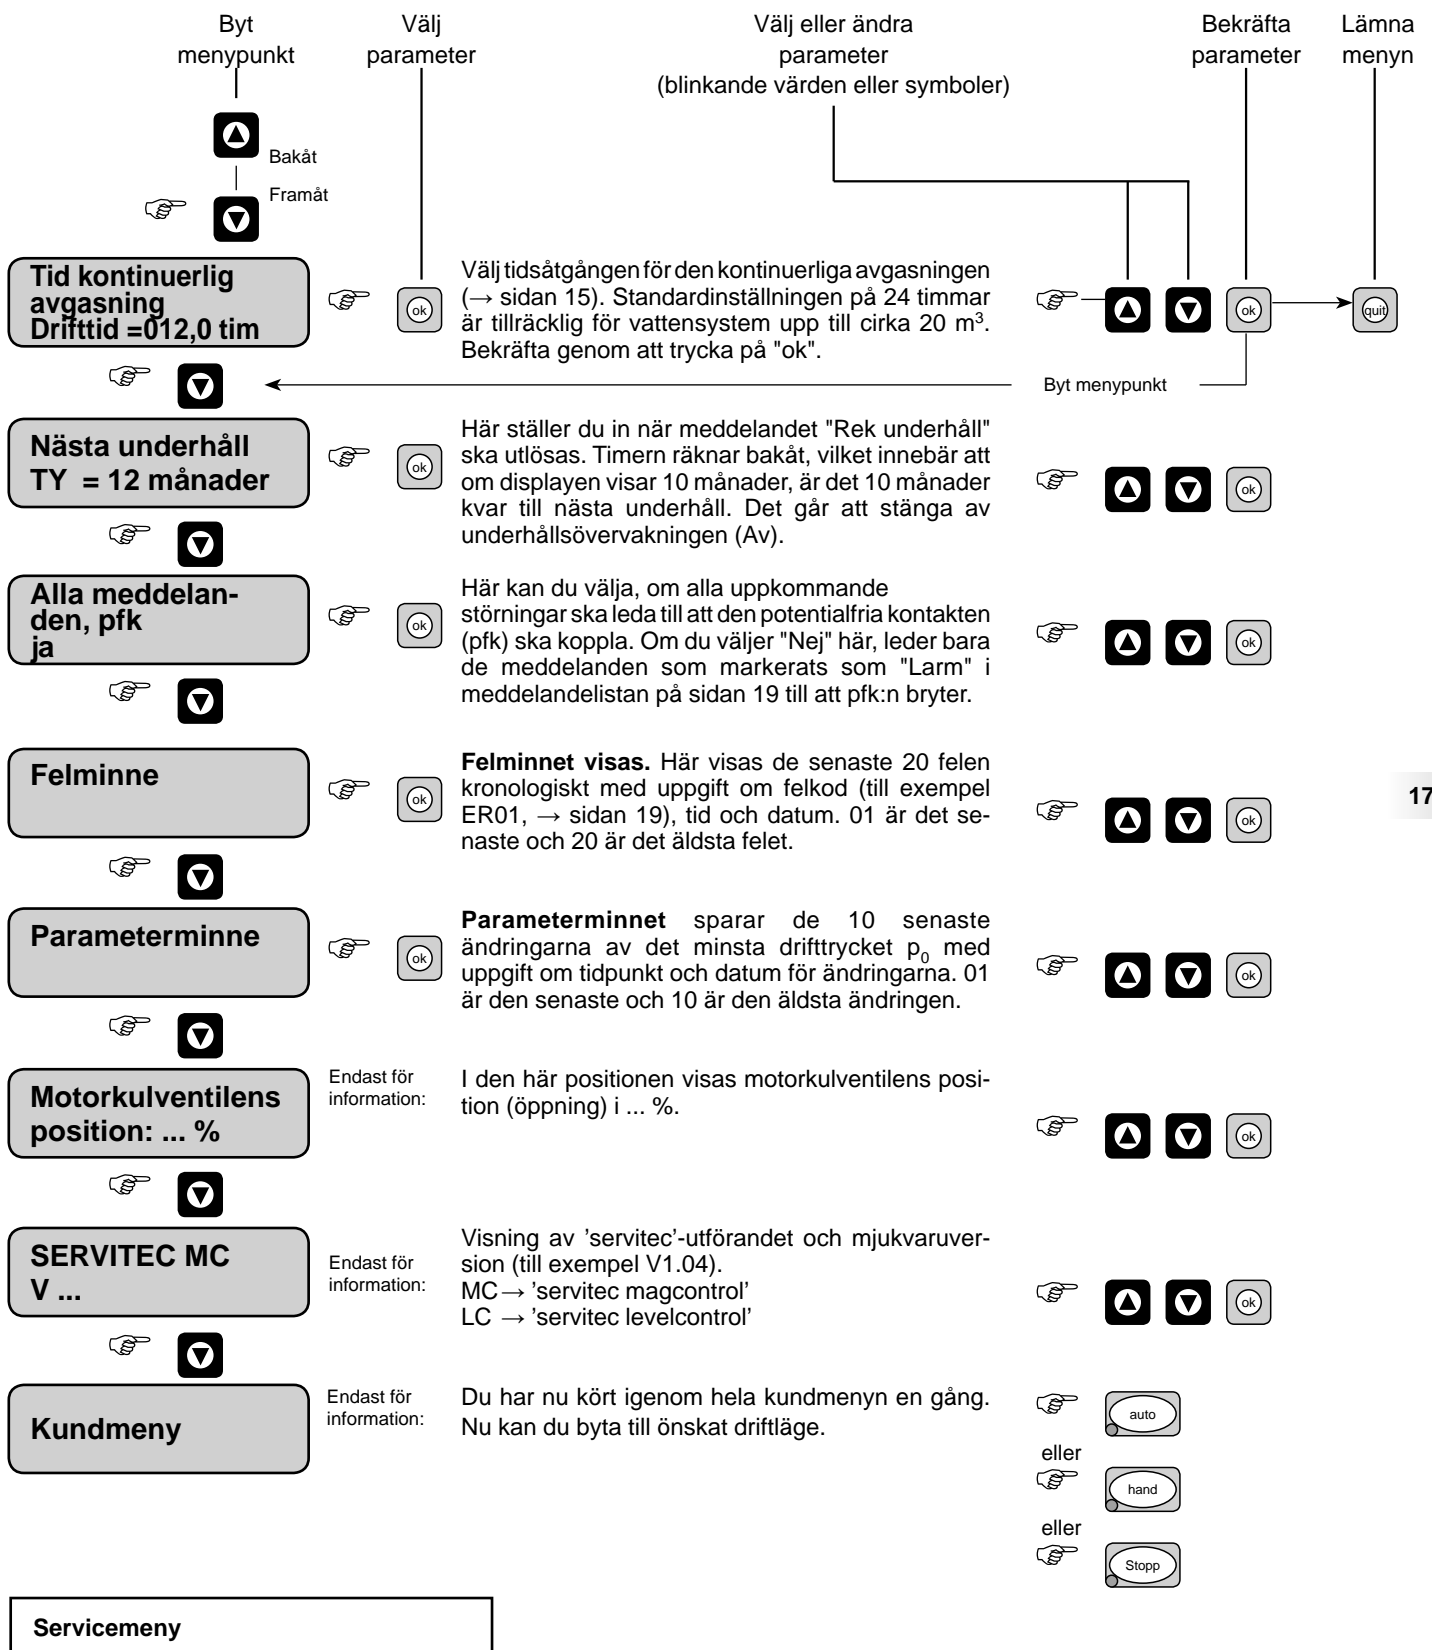 Byt
menypunkt
Välj
parameter
Välj eller ändra
parameter
(blinkande värden eller symboler)
Bekräfta
parameter
Lämna
menyn
Bakåt
Framåt
Tid kontinuerlig
avgasning
Drifttid =012,0 tim
ok
Välj tidsåtgången för den kontinuerliga avgasningen
(→ sidan 15). Standardinställningen på 24 timmar
är tillräcklig för vattensystem upp till cirka 20 m³.
Bekräfta genom att trycka på "ok".
ok
quit
Byt menypunkt
Nästa underhåll
TY = 12 månader
ok
Här ställer du in när meddelandet "Rek underhåll"
ska utlösas. Timern räknar bakåt, vilket innebär att
om displayen visar 10 månader, är det 10 månader
kvar till nästa underhåll. Det går att stänga av
underhållsövervakningen (Av).
ok
Alla meddelan-
den, pfk
ja
ok
Här kan du välja, om alla uppkommande
störningar ska leda till att den potentialfria kontakten
(pfk) ska koppla. Om du väljer "Nej" här, leder bara
de meddelanden som markerats som "Larm" i
meddelandelistan på sidan 19 till att pfk:n bryter.
ok
Felminne
ok
Felminnet visas. Här visas de senaste 20 felen
kronologiskt med uppgift om felkod (till exempel
ER01, → sidan 19), tid och datum. 01 är det se-
naste och 20 är det äldsta felet.
ok
17
Parameterminne
ok
Parameterminnet sparar de 10 senaste
ändringarna av det minsta drifttrycket p₀ med
uppgift om tidpunkt och datum för ändringarna. 01
är den senaste och 10 är den äldsta ändringen.
ok
Motorkulventilens
position: ... %
Endast för
information:
I den här positionen visas motorkulventilens posi-
tion (öppning) i ... %.
ok
SERVITEC MC
V ...
Endast för
information:
Visning av ’servitec’-utförandet och mjukvaruver-
sion (till exempel V1.04).
MC → ’servitec magcontrol’
LC → ’servitec levelcontrol’
ok
Kundmeny
Endast för
information:
Du har nu kört igenom hela kundmenyn en gång.
Nu kan du byta till önskat driftläge.
auto
eller
hand
eller
Stopp
Servicemeny